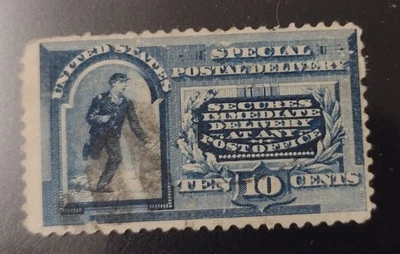 UNITED STATES
SPECIAL
POSTAL DELIVERY
SECURES
IMMEDIATE
DELIVERY
AT ANY
POST OFFICE
TEN 10 CENTS